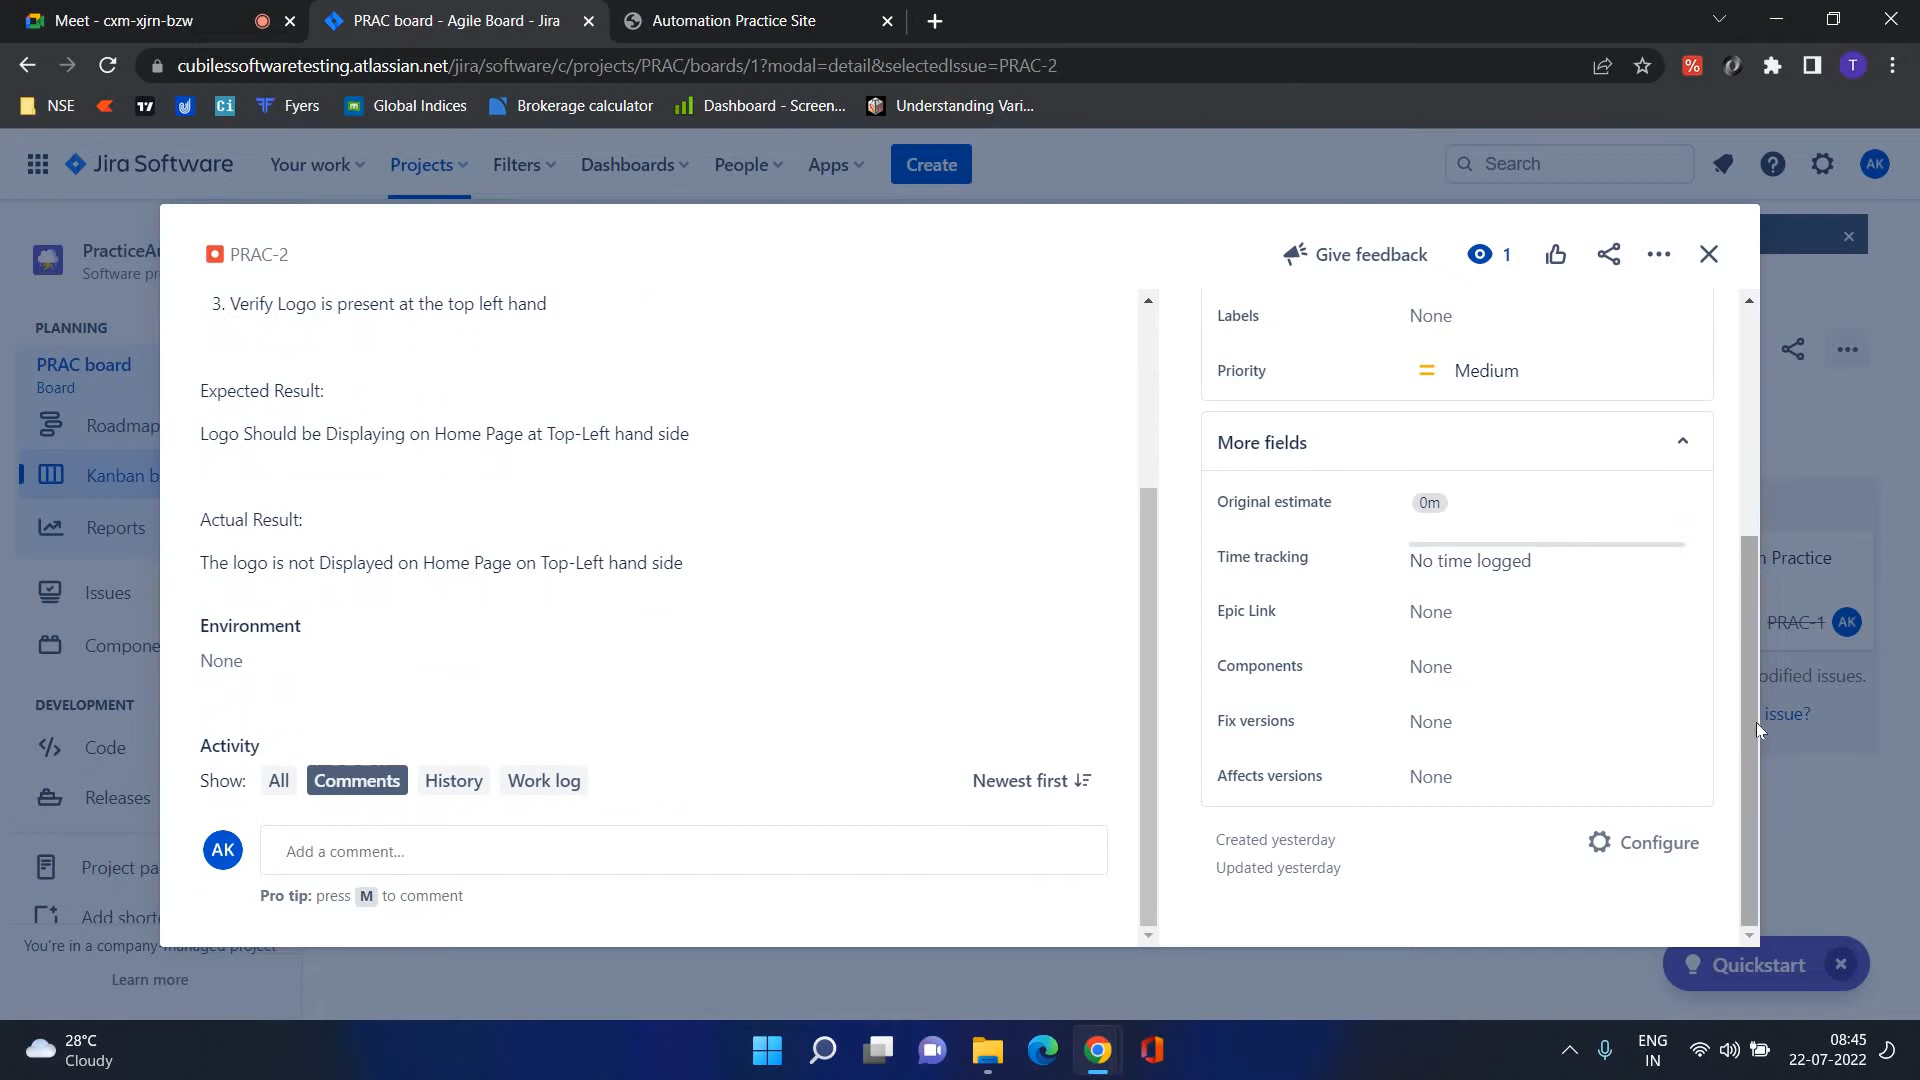 Meet - cxm-xjrn-bzw
PRAC board - Agile Board - Jira
Automation Practice Site
cubilessoftwaretesting.atlassian.net/jira/software/c/projects/PRAC/boards/1?modal=detail&selectedIssue=PRAC-2
T
NSE
Ci
Fyers
Global Indices
Brokerage calculator
Dashboard - Screen...
Understanding Vari...
Jira Software
Your work
Projects
Filters
Dashboards
People
Apps
Create
Search
AK
PracticeAu
Software pr
PLANNING
PRAC board
Board
Roadmap
Kanban b
Reports
Issues
Compone
Releases
DEVELOPMENT
Code
Project pa
Add shortc
You're in a company-managed project
Learn more
PRAC-2
Give feedback
1
3. Verify Logo is present at the top left hand
Expected Result:
Logo Should be Displaying on Home Page at Top-Left hand side
Actual Result:
The logo is not Displayed on Home Page on Top-Left hand side
Environment
None
Activity
Show:
All
Comments
History
Work log
Newest first
AK
Add a comment...
Pro tip: press M to comment
Labels
None
Priority
Medium
More fields
Original estimate
0m
Time tracking
No time logged
Epic Link
None
Components
None
Fix versions
None
Affects versions
None
Created yesterday
Updated yesterday
Configure
n Practice
PRAC-1
AK
odified issues.
issue?
Quickstart
28°C
Cloudy
ENG
IN
08:45
22-07-2022